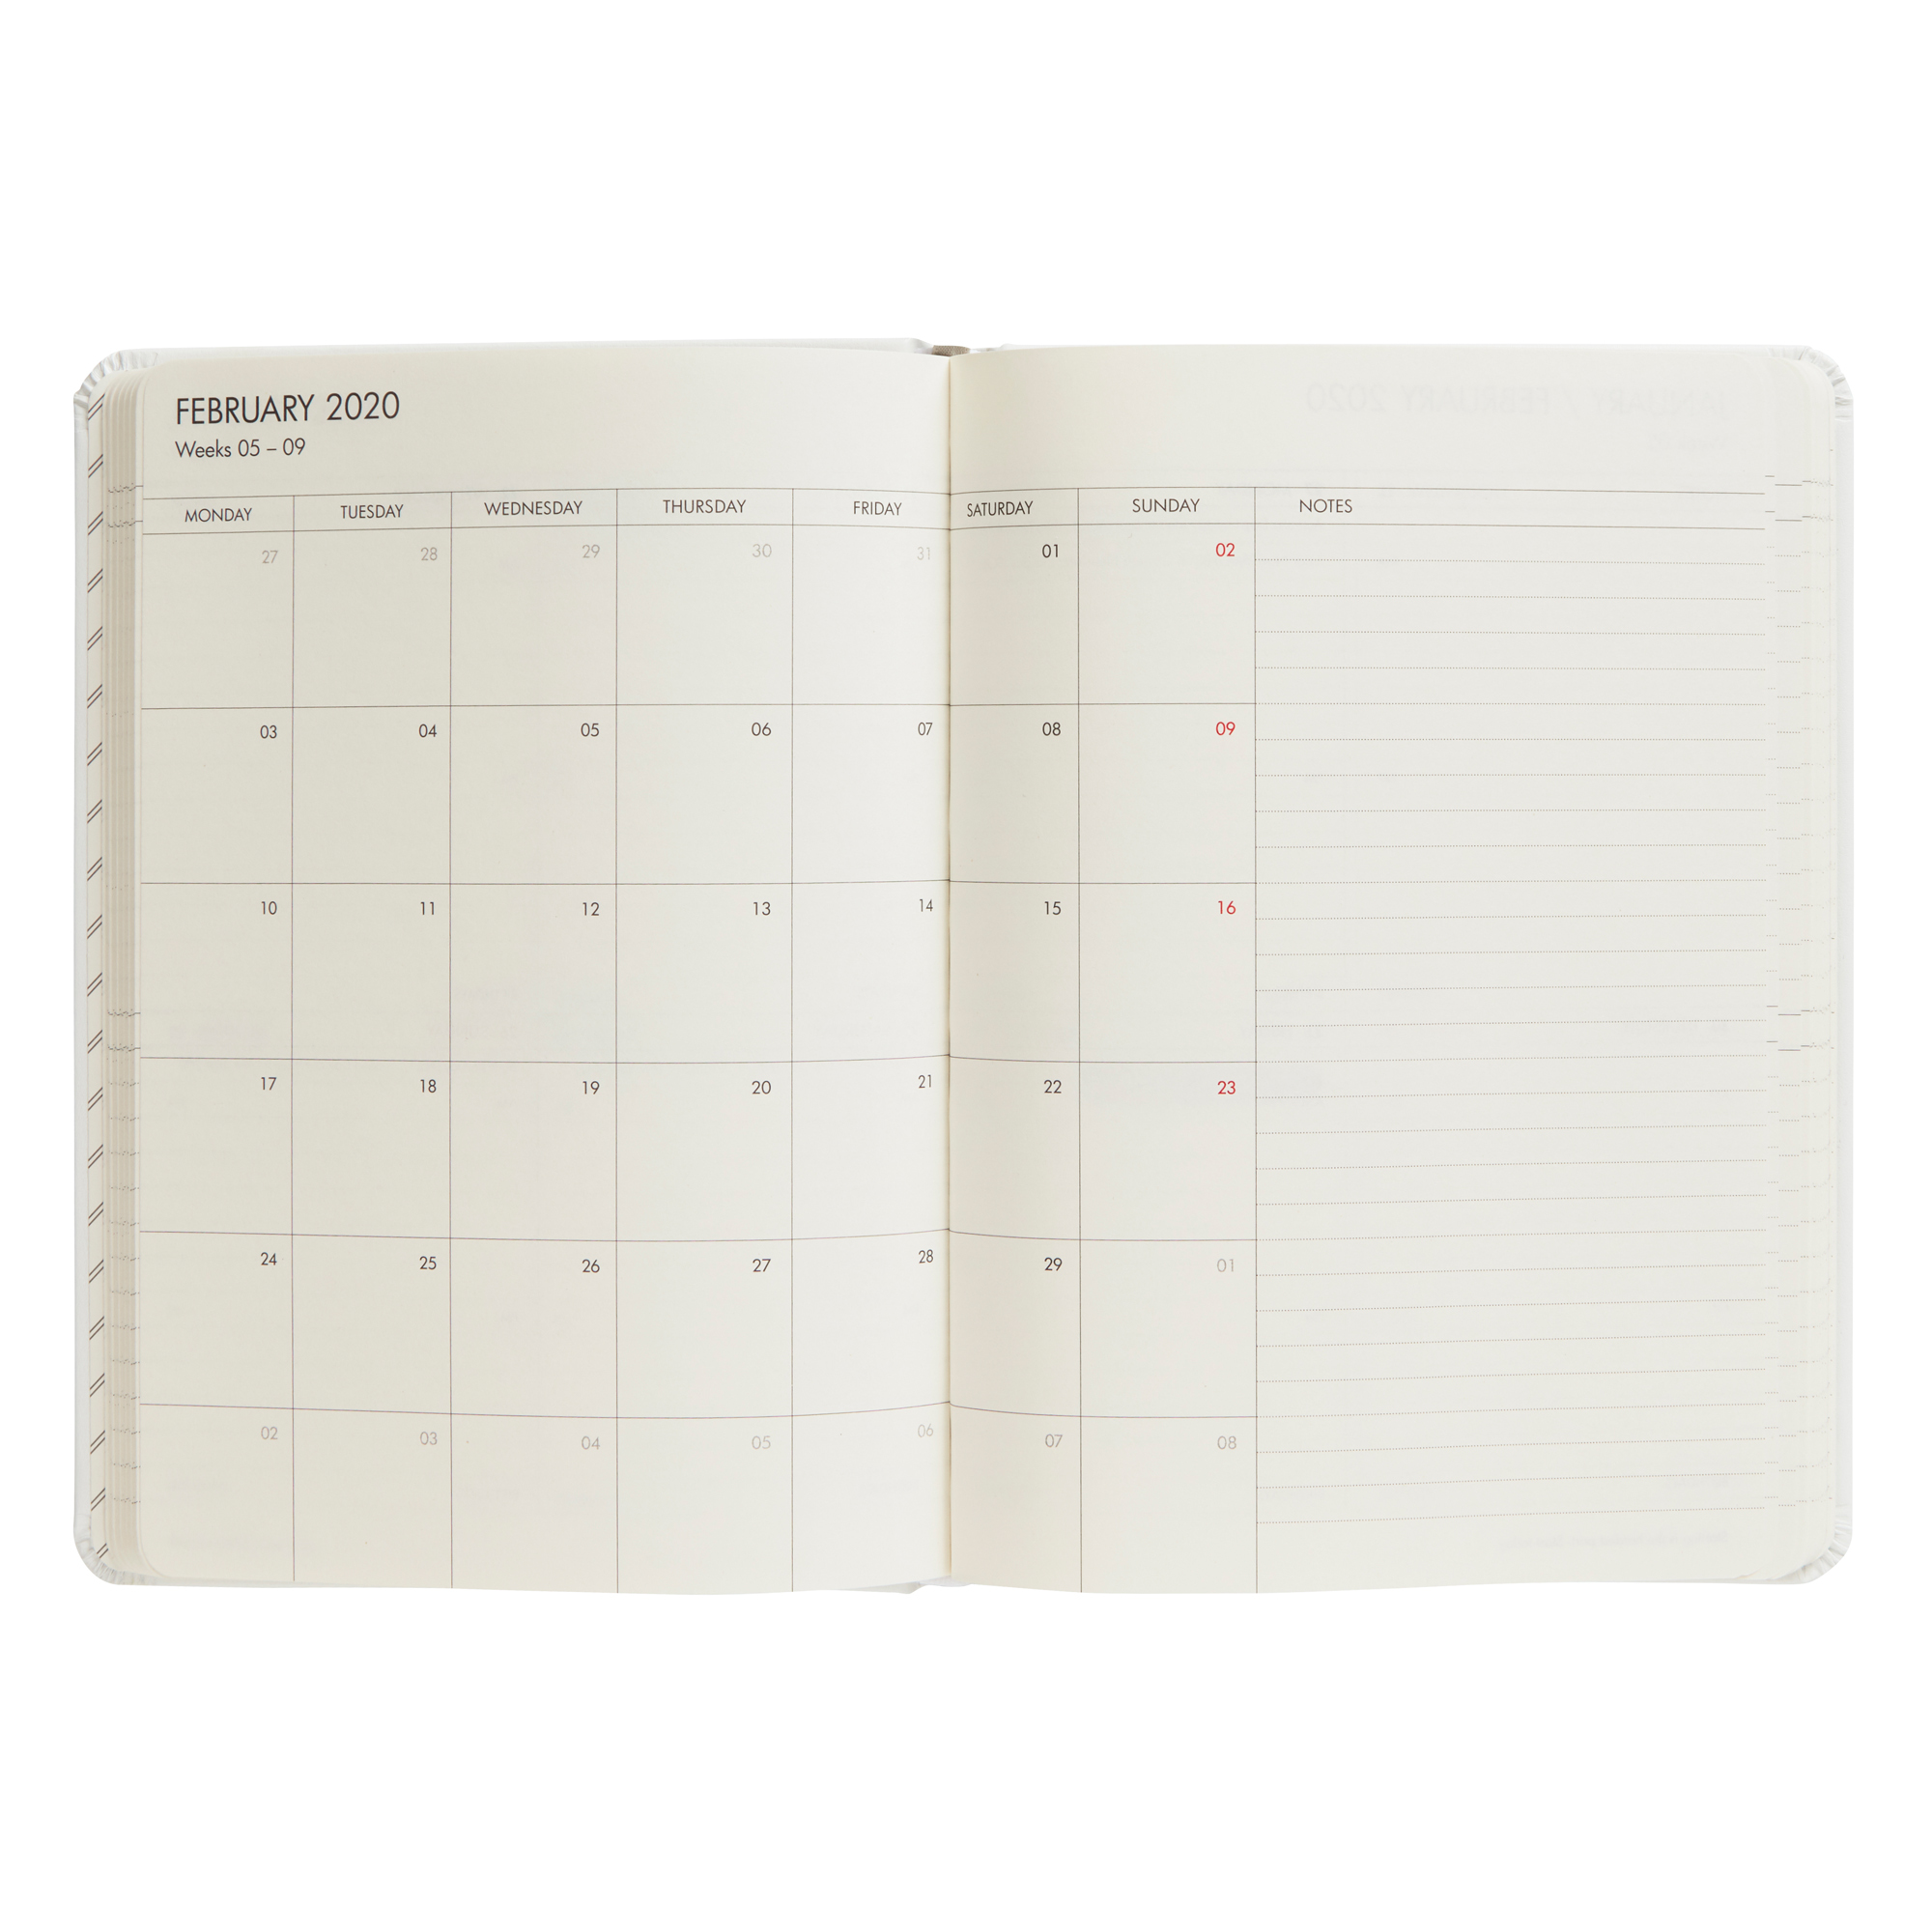 FEBRUARY 2020
Weeks 05 – 09
MONDAY TUESDAY WEDNESDAY THURSDAY FRIDAY SATURDAY SUNDAY NOTES
27 28 29 30 31 01 02
03 04 05 06 07 08 09
10 11 12 13 14 15 16
17 18 19 20 21 22 23
24 25 26 27 28 29 01
02 03 04 05 06 07 08